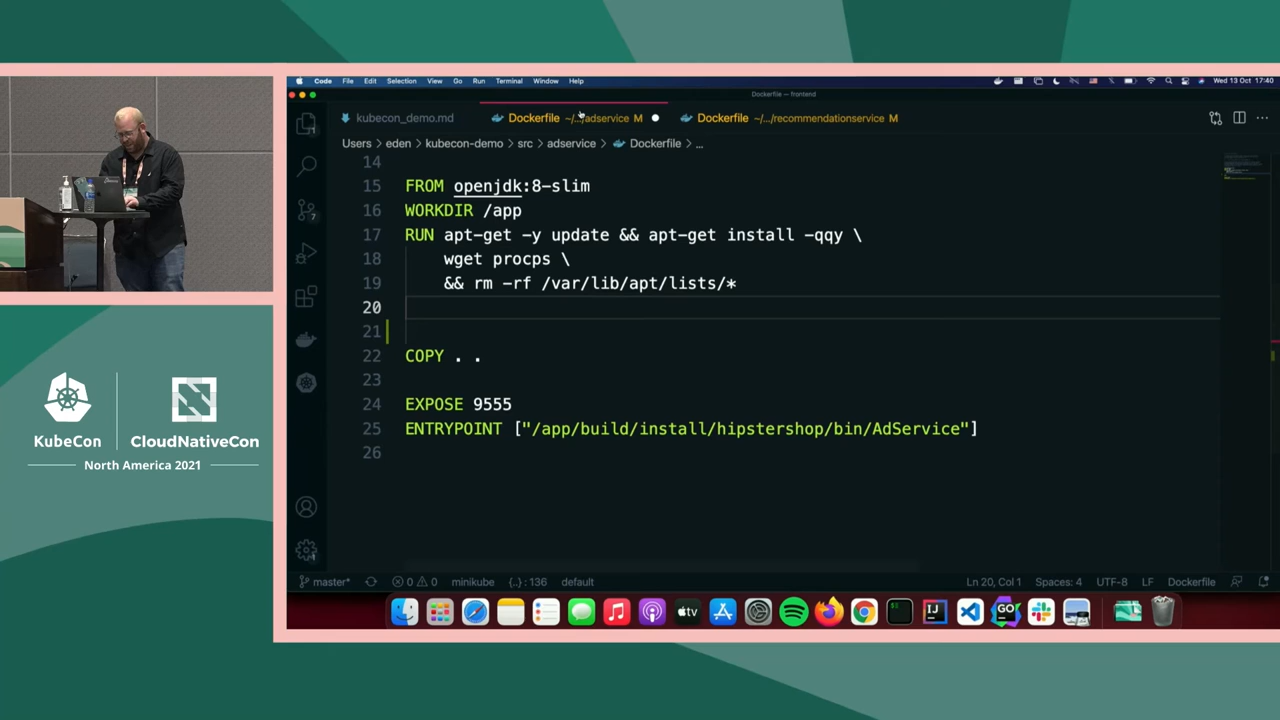 Code File Edit Selection View Go Run Terminal Window Help
Wed 13 Oct 17:40
Dockerfile — frontend
kubecon_demo.md
Dockerfile ~/.../adservice M
Dockerfile ~/.../recommendationservice M
Users > eden > kubecon-demo > src > adservice > Dockerfile > ...
14
15 FROM openjdk:8-slim
16 WORKDIR /app
17 RUN apt-get -y update && apt-get install -qqy \
18 wget procps \
19 && rm -rf /var/lib/apt/lists/*
20
21
22 COPY . .
23
24 EXPOSE 9555
25 ENTRYPOINT ["/app/build/install/hipstershop/bin/AdService"]
26
master* 0 0 minikube {..} : 136 default
Ln 20, Col 1 Spaces: 4 UTF-8 LF Dockerfile
tv
GO
KubeCon
CloudNativeCon
North America 2021